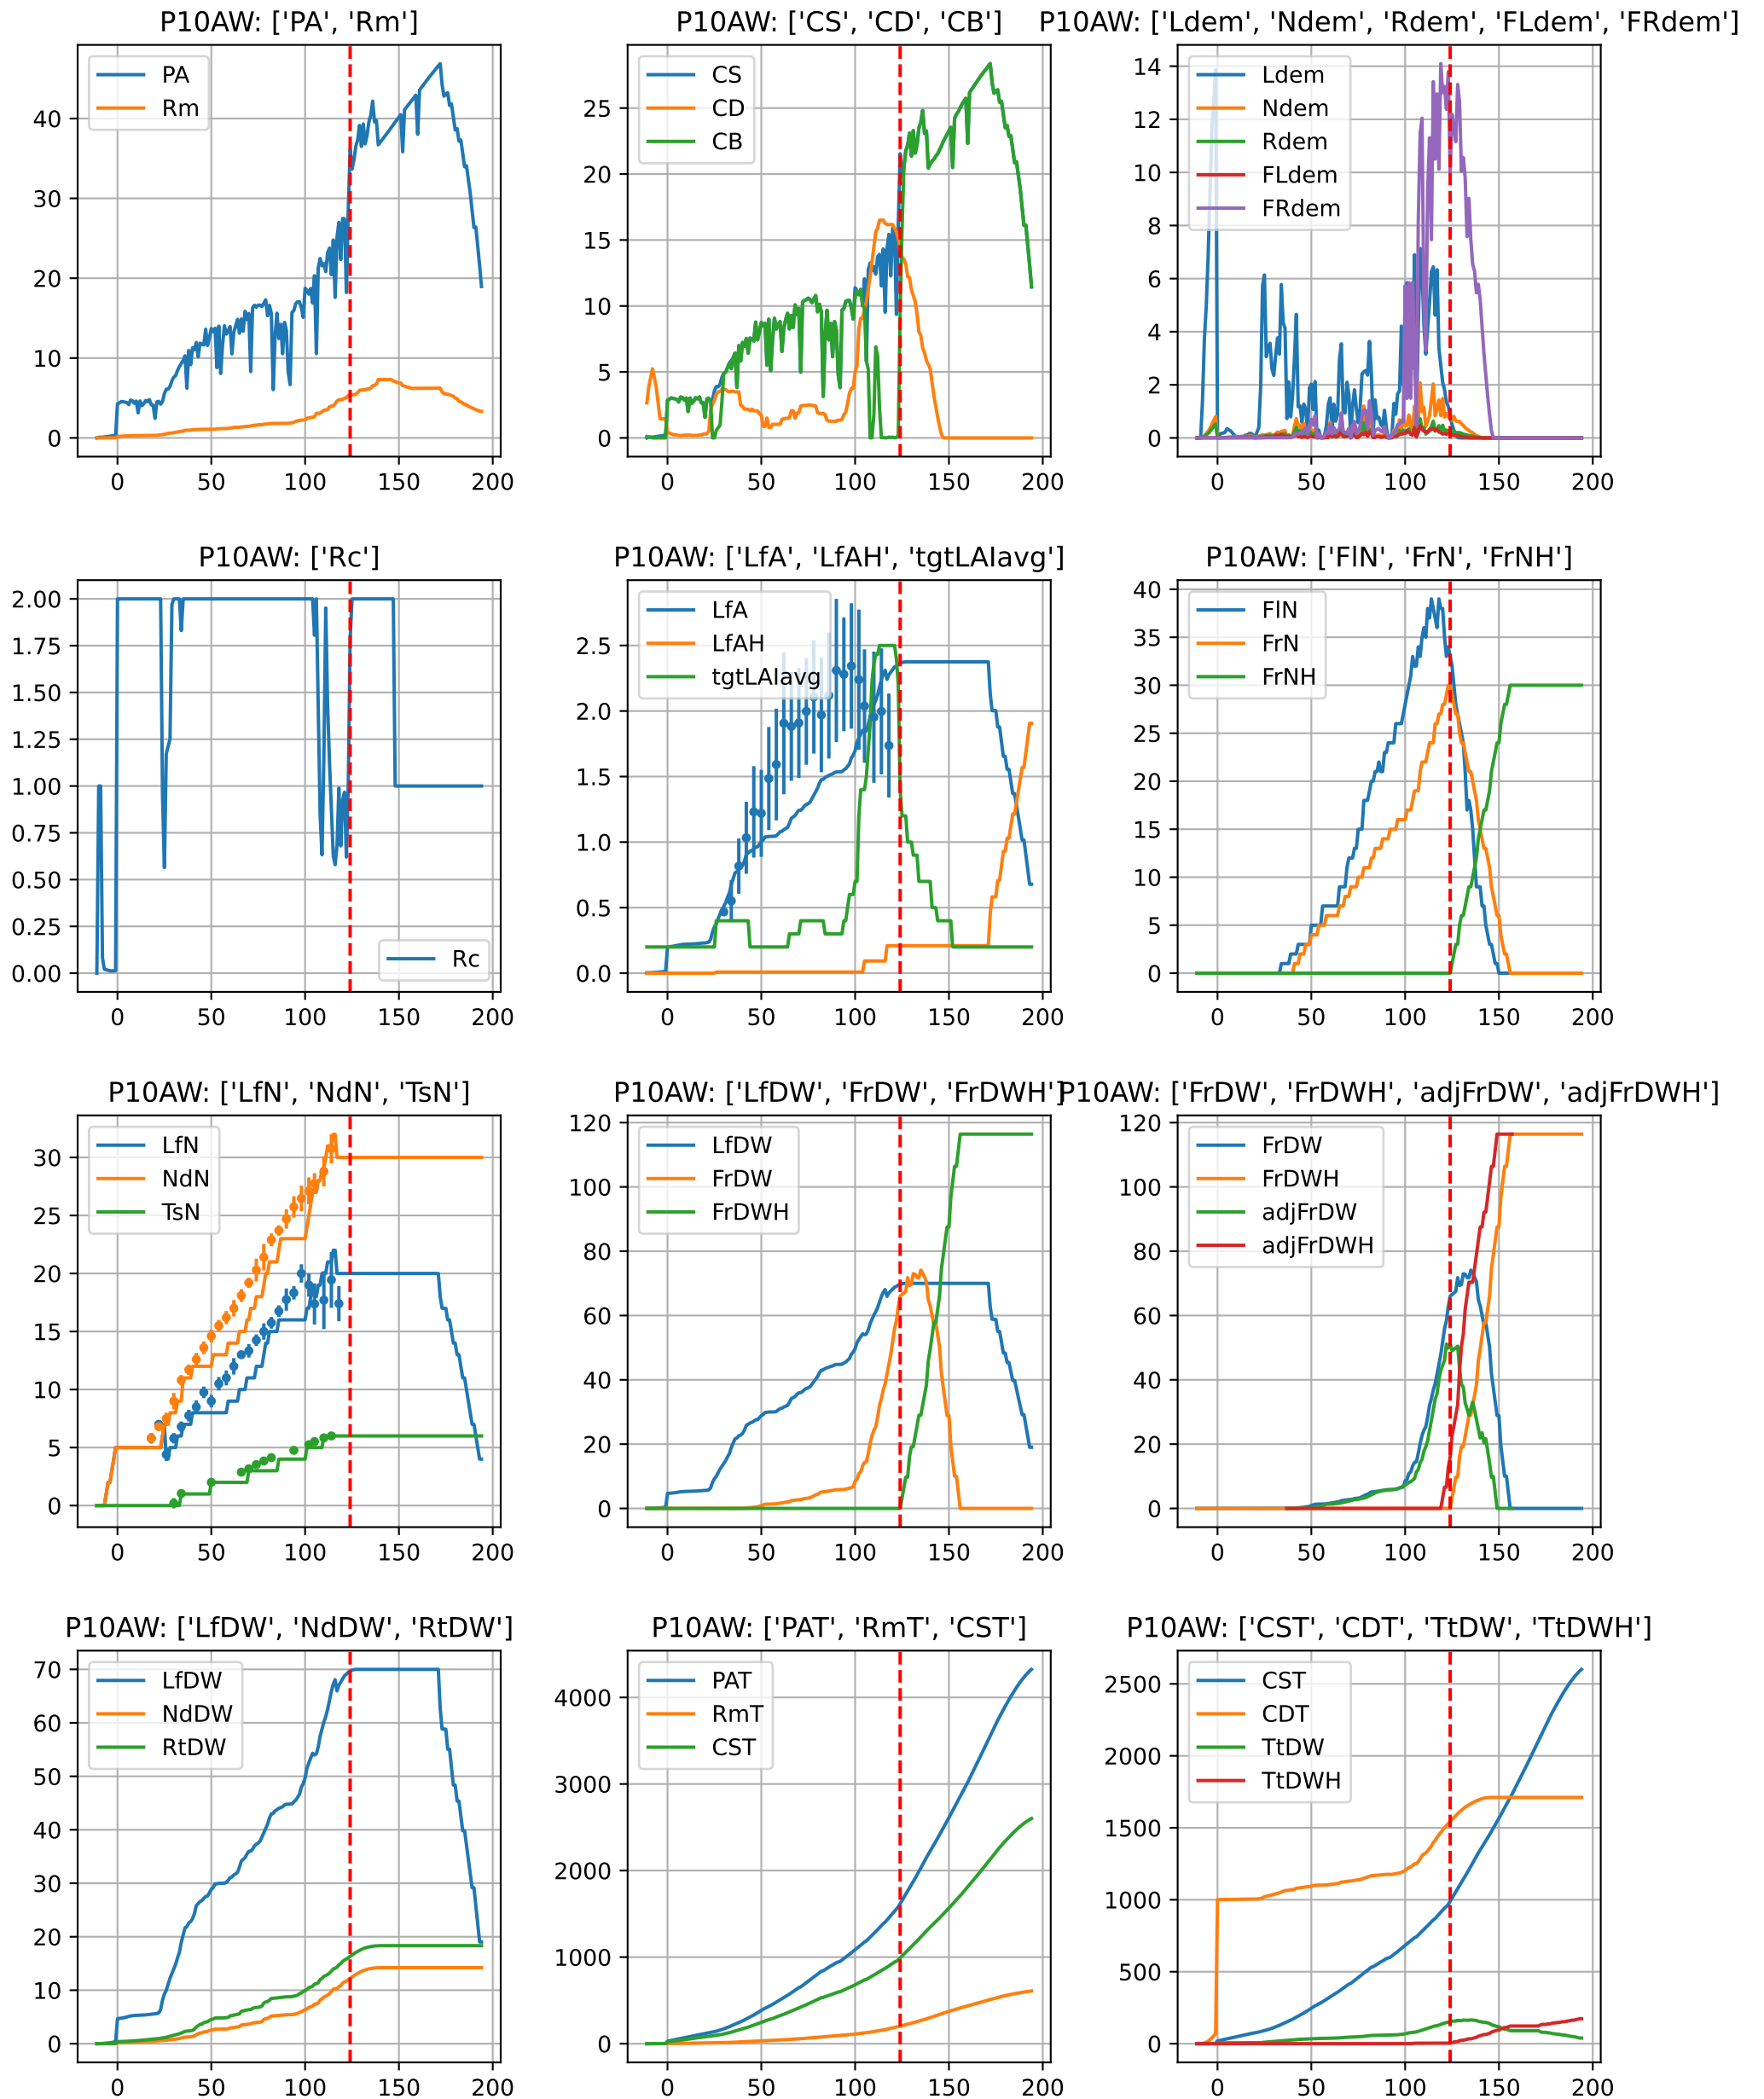 P10AW: ['PA', 'Rm']
PA
Rm
40
30
20
10
0
0 50 100 150 200
P10AW: ['CS', 'CD', 'CB']
CS
CD
CB
25
20
15
10
5
0
0 50 100 150 200
P10AW: ['Ldem', 'Ndem', 'Rdem', 'FLdem', 'FRdem']
Ldem
Ndem
Rdem
FLdem
FRdem
14
12
10
8
6
4
2
0
0 50 100 150 200
P10AW: ['Rc']
2.00
1.75
1.50
1.25
1.00
0.75
0.50
0.25
0.00
Rc
0 50 100 150 200
P10AW: ['LfA', 'LfAH', 'tgtLAIavg']
LfA
LfAH
tgtLAIavg
2.5
2.0
1.5
1.0
0.5
0.0
0 50 100 150 200
P10AW: ['FlN', 'FrN', 'FrNH']
FlN
FrN
FrNH
40
35
30
25
20
15
10
5
0
0 50 100 150 200
P10AW: ['LfN', 'NdN', 'TsN']
LfN
NdN
TsN
30
25
20
15
10
5
0
0 50 100 150 200
P10AW: ['LfDW', 'FrDW', 'FrDWH']
LfDW
FrDW
FrDWH
120
100
80
60
40
20
0
0 50 100 150 200
P10AW: ['FrDW', 'FrDWH', 'adjFrDW', 'adjFrDWH']
FrDW
FrDWH
adjFrDW
adjFrDWH
120
100
80
60
40
20
0
0 50 100 150 200
P10AW: ['LfDW', 'NdDW', 'RtDW']
LfDW
NdDW
RtDW
70
60
50
40
30
20
10
0
0 50 100 150 200
P10AW: ['PAT', 'RmT', 'CST']
PAT
RmT
CST
4000
3000
2000
1000
0
0 50 100 150 200
P10AW: ['CST', 'CDT', 'TtDW', 'TtDWH']
CST
CDT
TtDW
TtDWH
2500
2000
1500
1000
500
0
0 50 100 150 200